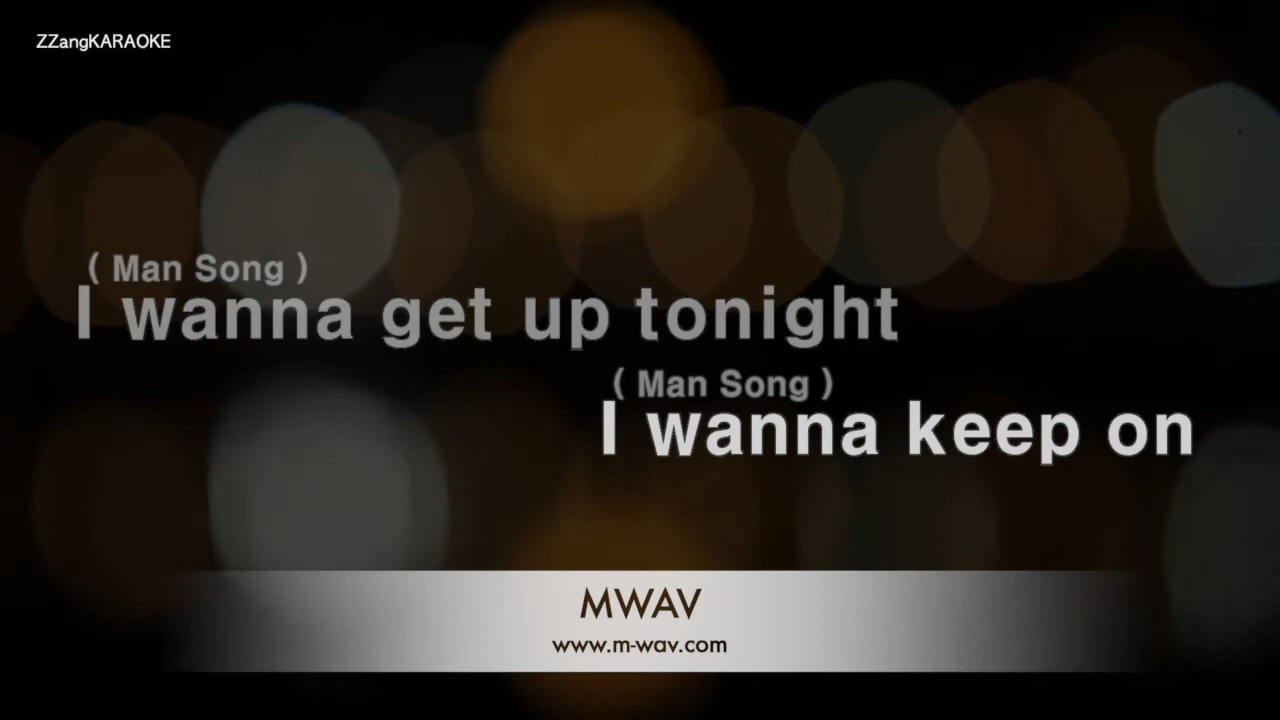 ZZangKARAOKE
( Man Song )
I wanna get up tonight
( Man Song )
I wanna keep on
MWAV
www.m-wav.com